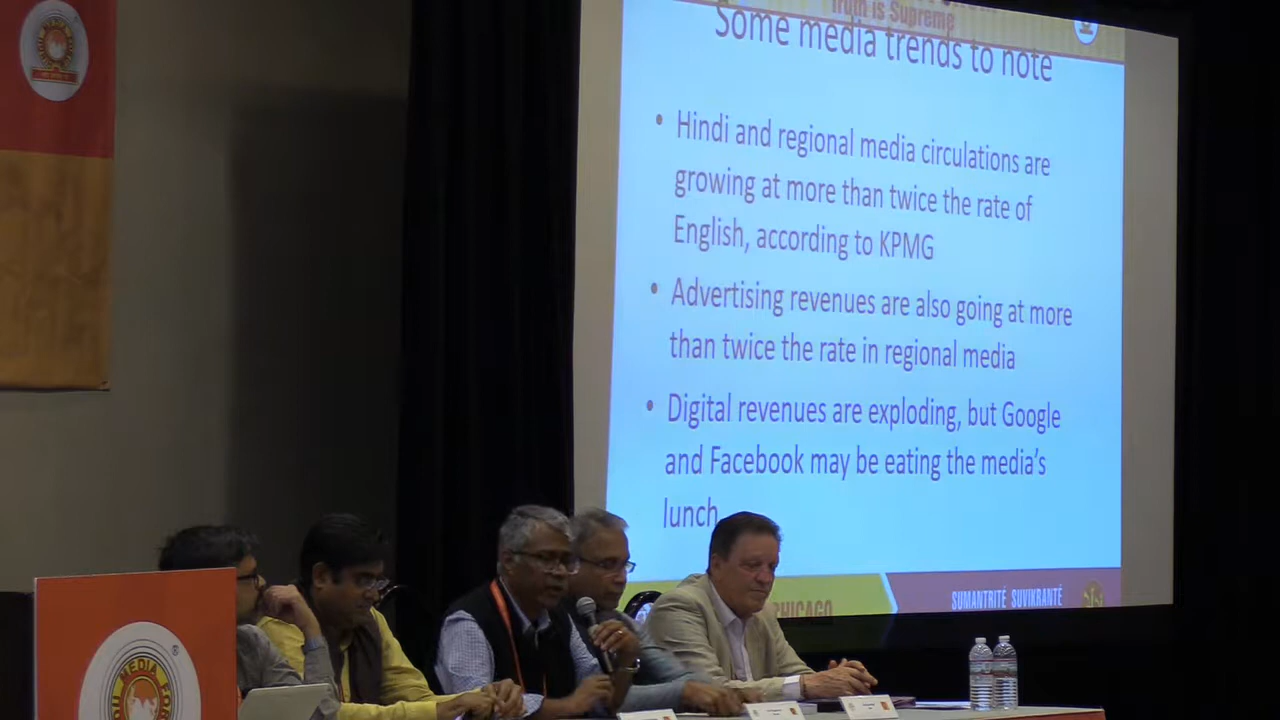 Truth is Supreme
Some media trends to note
• Hindi and regional media circulations are
growing at more than twice the rate of
English, according to KPMG
• Advertising revenues are also going at more
than twice the rate in regional media
• Digital revenues are exploding, but Google
and Facebook may be eating the media's
lunch
CHICAGO
SUMANTRITÉ SUVIKRANTÉ
MEDIA